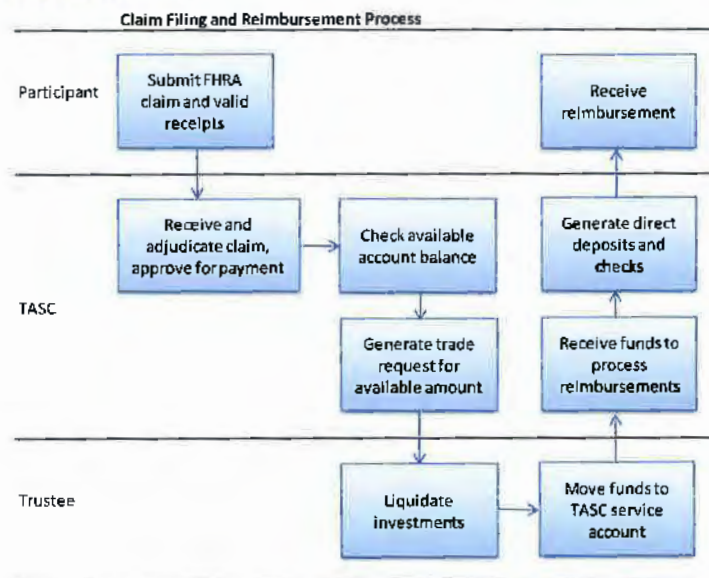 Claim Filing and Reimbursement Process
Participant
Submit FHRA
claim and valid
receipts
Receive
reimbursement
TASC
Receive and
adjudicate claim,
approve for payment
Check available
account balance
Generate direct
deposits and
checks
Generate trade
request for
available amount
Receive funds to
process
reimbursements
Trustee
Liquidate
investments
Move funds to
TASC service
account